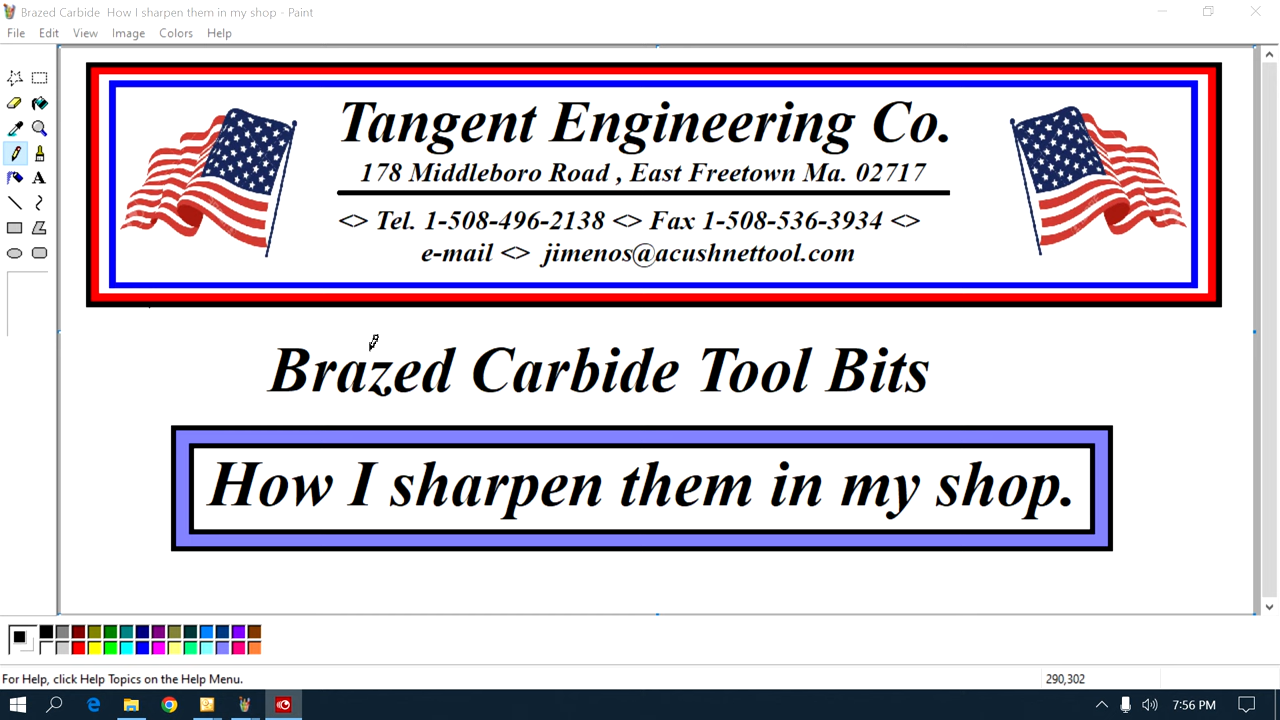 Brazed Carbide How I sharpen them in my shop - Paint
File Edit View Image Colors Help
Tangent Engineering Co.
178 Middleboro Road , East Freetown Ma. 02717
<> Tel. 1-508-496-2138 <> Fax 1-508-536-3934 <>
e-mail <> jimenos@acushnettool.com
Brazed Carbide Tool Bits
How I sharpen them in my shop.
For Help, click Help Topics on the Help Menu.
290,302
7:56 PM